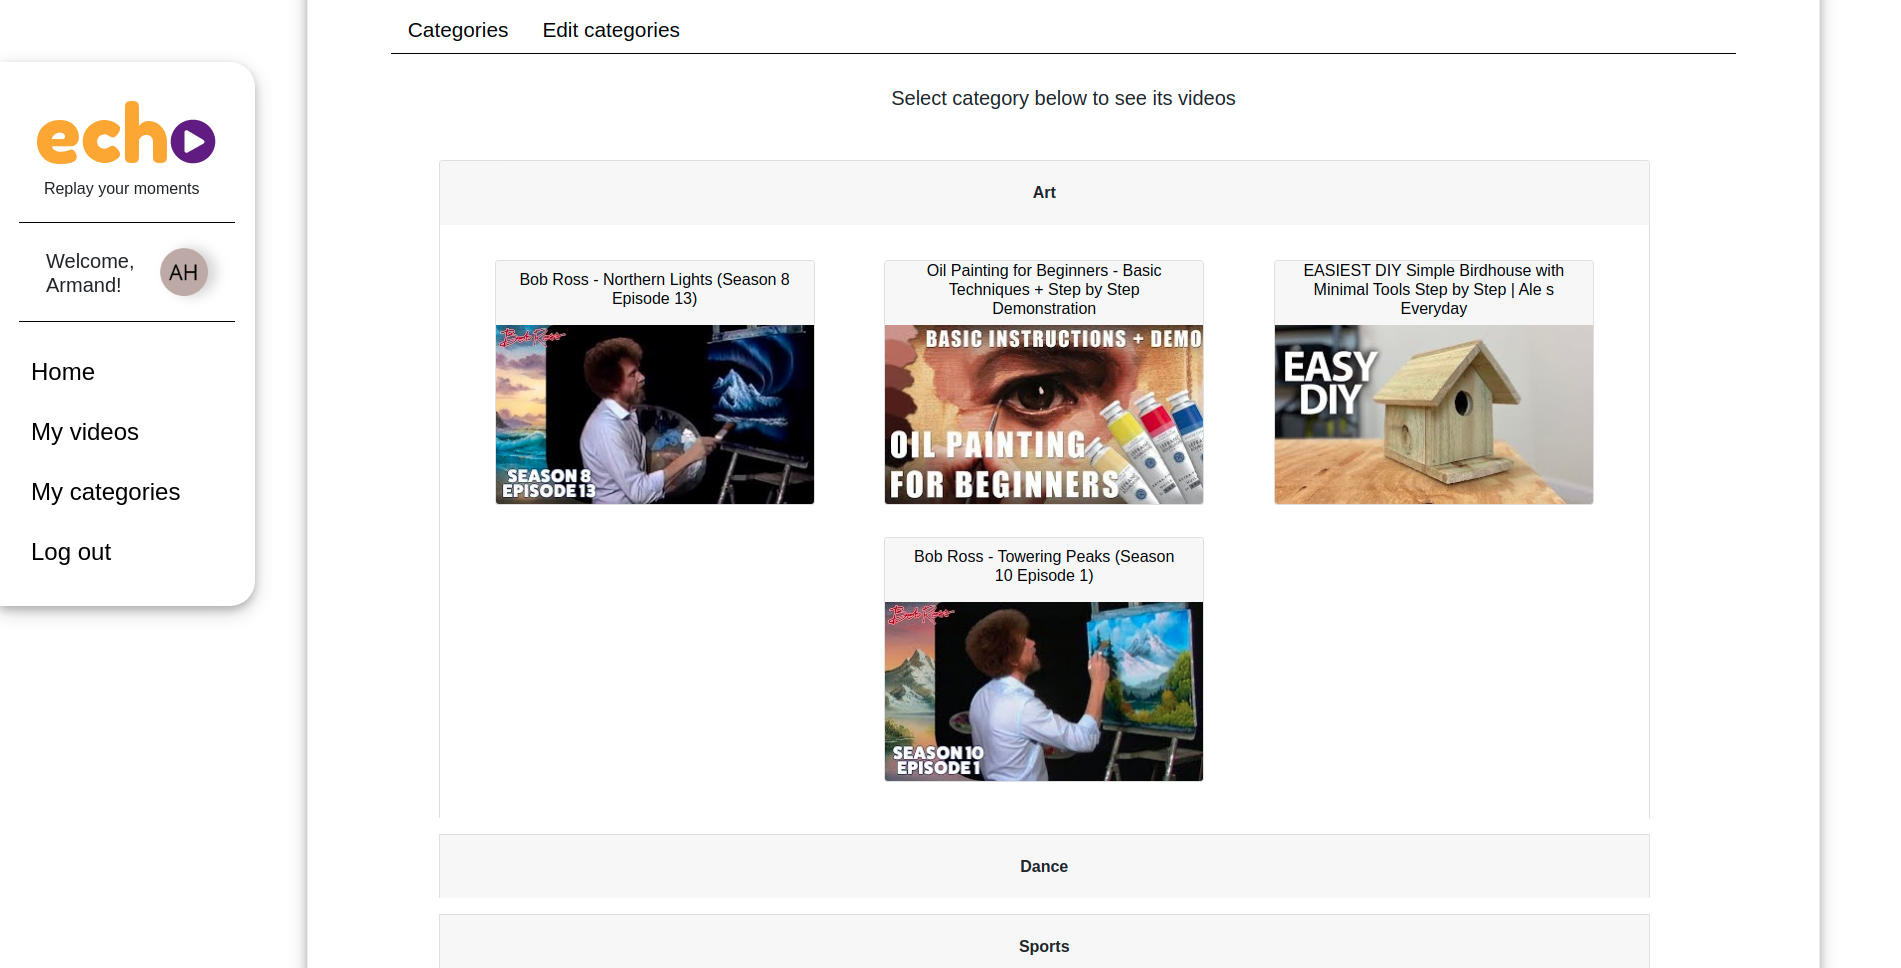 Categories Edit categories
Select category below to see its videos
echo
Replay your moments
Welcome,
Armand!
AH
Home
My videos
My categories
Log out
Art
Bob Ross - Northern Lights (Season 8
Episode 13)
Bob Ross
SEASON 8
EPISODE 13
Oil Painting for Beginners - Basic
Techniques + Step by Step
Demonstration
BASIC INSTRUCTIONS + DEMO
OIL PAINTING
FOR BEGINNERS
EASIEST DIY Simple Birdhouse with
Minimal Tools Step by Step | Ale s
Everyday
EASY
DIY
Bob Ross - Towering Peaks (Season
10 Episode 1)
Bob Ross
SEASON 10
EPISODE 1
Dance
Sports